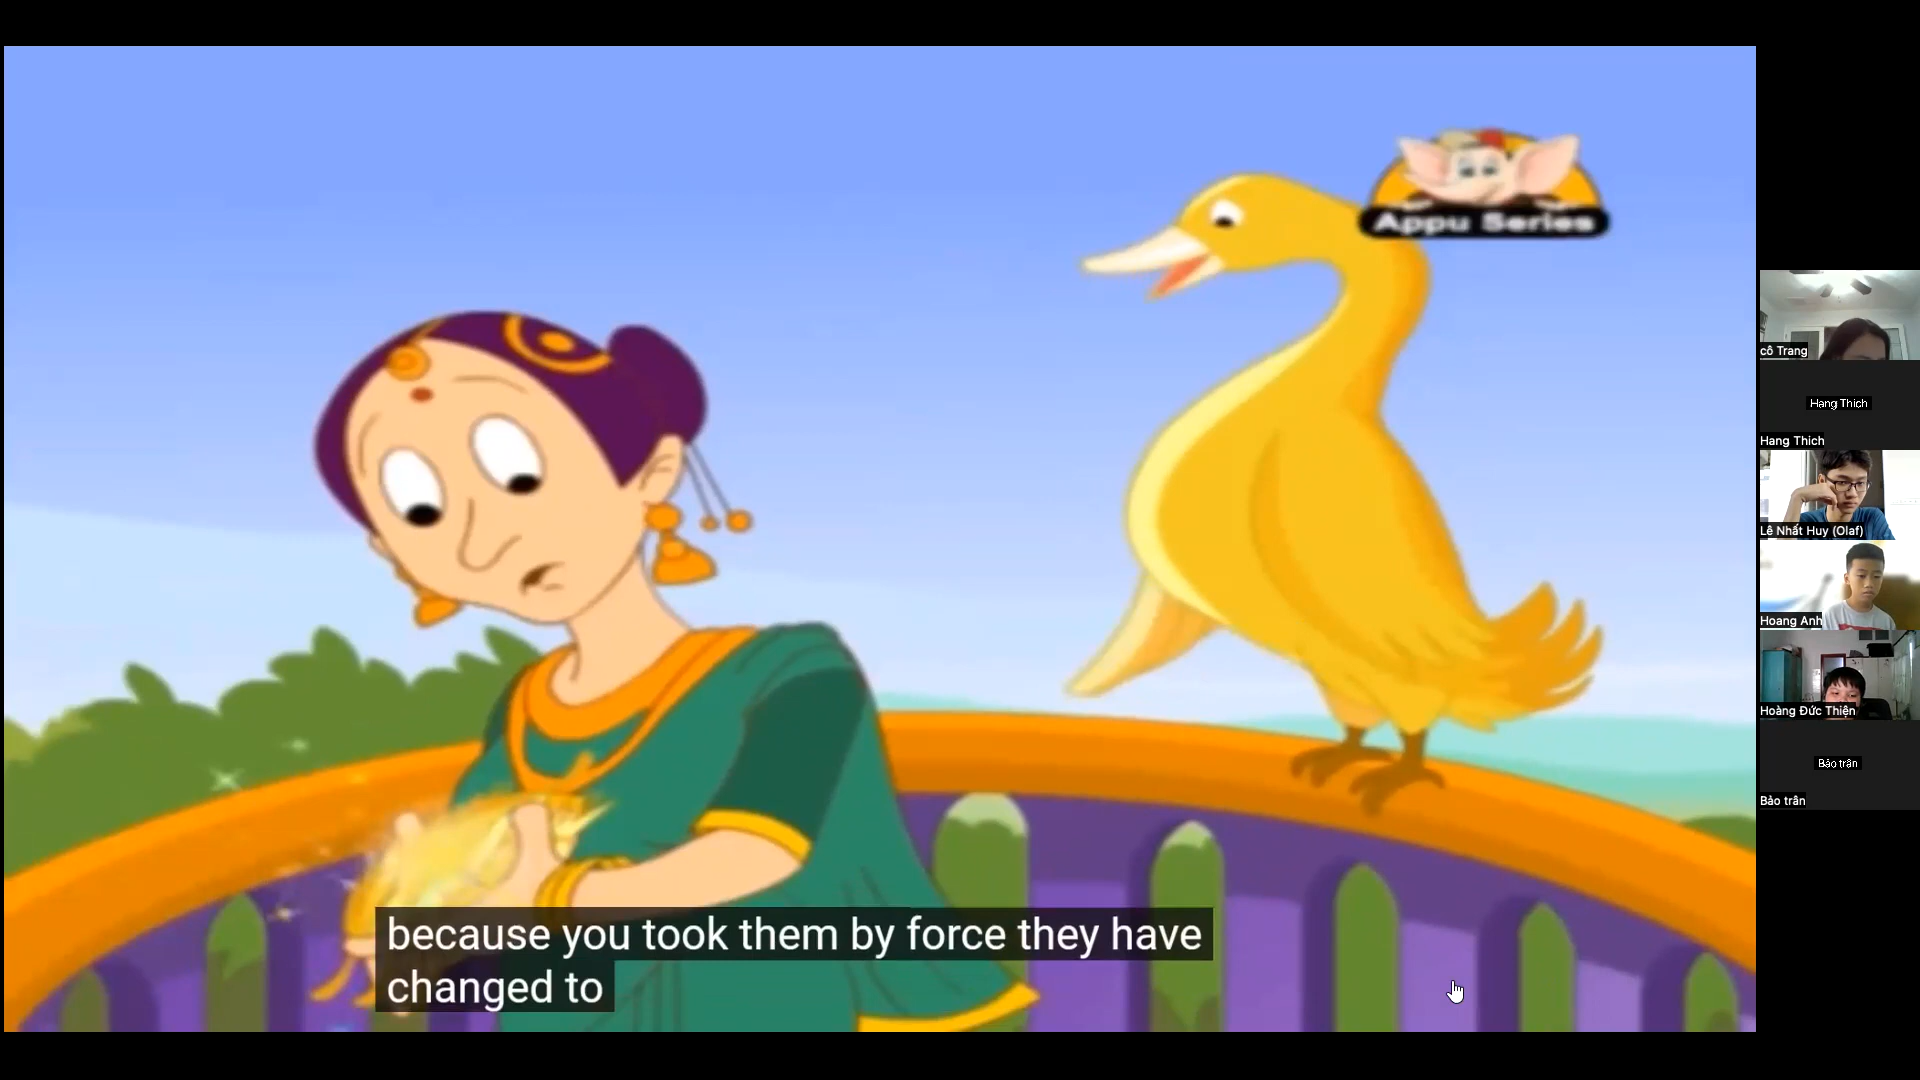 Appu Series
because you took them by force they have
changed to
cô Trang
Hang Thich
Hang Thich
Lê Nhất Huy (Olaf)
Hoang Anh
Hoàng Đức Thiện
Bảo trân
Bảo trân